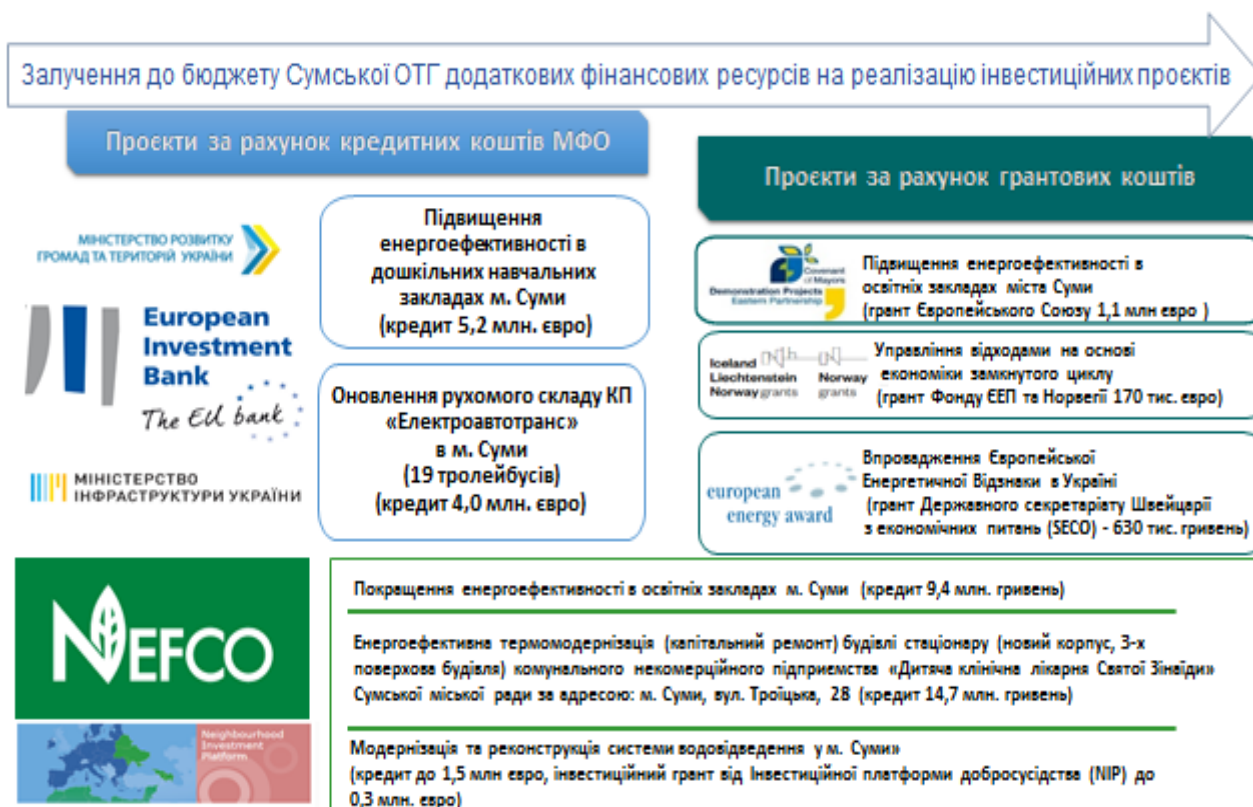 Залучення до бюджету Сумської ОТГ додаткових фінансових ресурсів на реалізацію інвестиційних проєктів
Проєкти за рахунок кредитних коштів МФО
МІНІСТЕРСТВО РОЗВИТКУ
ГРОМАД ТА ТЕРИТОРІЙ УКРАЇНИ
European
Investment
Bank
The EU bank
МІНІСТЕРСТВО
ІНФРАСТРУКТУРИ УКРАЇНИ
Підвищення
енергоефективності в
дошкільних навчальних
закладах м. Суми
(кредит 5,2 млн. євро)
Оновлення рухомого складу КП
«Електроавтотранс»
в м. Суми
(19 тролейбусів)
(кредит 4,0 млн. євро)
Проєкти за рахунок грантових коштів
Covenant
of Mayors
Demonstration Projects
Eastern Partnership
Підвищення енергоефективності в
освітніх закладах міста Суми
(грант Європейського Союзу 1,1 млн евро )
Iceland
Liechtenstein Norway
Norway grants grants
Управління відходами на основі
економіки замкнутого циклу
(грант Фонду ЕЕП та Норвегії 170 тис. евро)
european
energy award
Впровадження Європейської
Енергетичної Відзнаки в Україні
(грант Державного секретаріату Швейцарії
з економічних питань (SECO) - 630 тис. гривень)
NEFCO
Neighbourhood
Investment
Platform
Покращення енергоефективності в освітніх закладах м. Суми (кредит 9,4 млн. гривень)
Енергоефективна термомодернізація (капітальний ремонт) будівлі стаціонару (новий корпус, 3-х
поверхова будівля) комунального некомерційного підприємства «Дитяча клінічна лікарня Святої Зінаїди»
Сумської міської ради за адресою: м. Суми, вул. Троїцька, 28 (кредит 14,7 млн. гривень)
Модернізація та реконструкція системи водовідведення у м. Суми»
(кредит до 1,5 млн евро, інвестиційний грант від Інвестиційної платформи добросусідства (NIP) до
0,3 млн. евро)